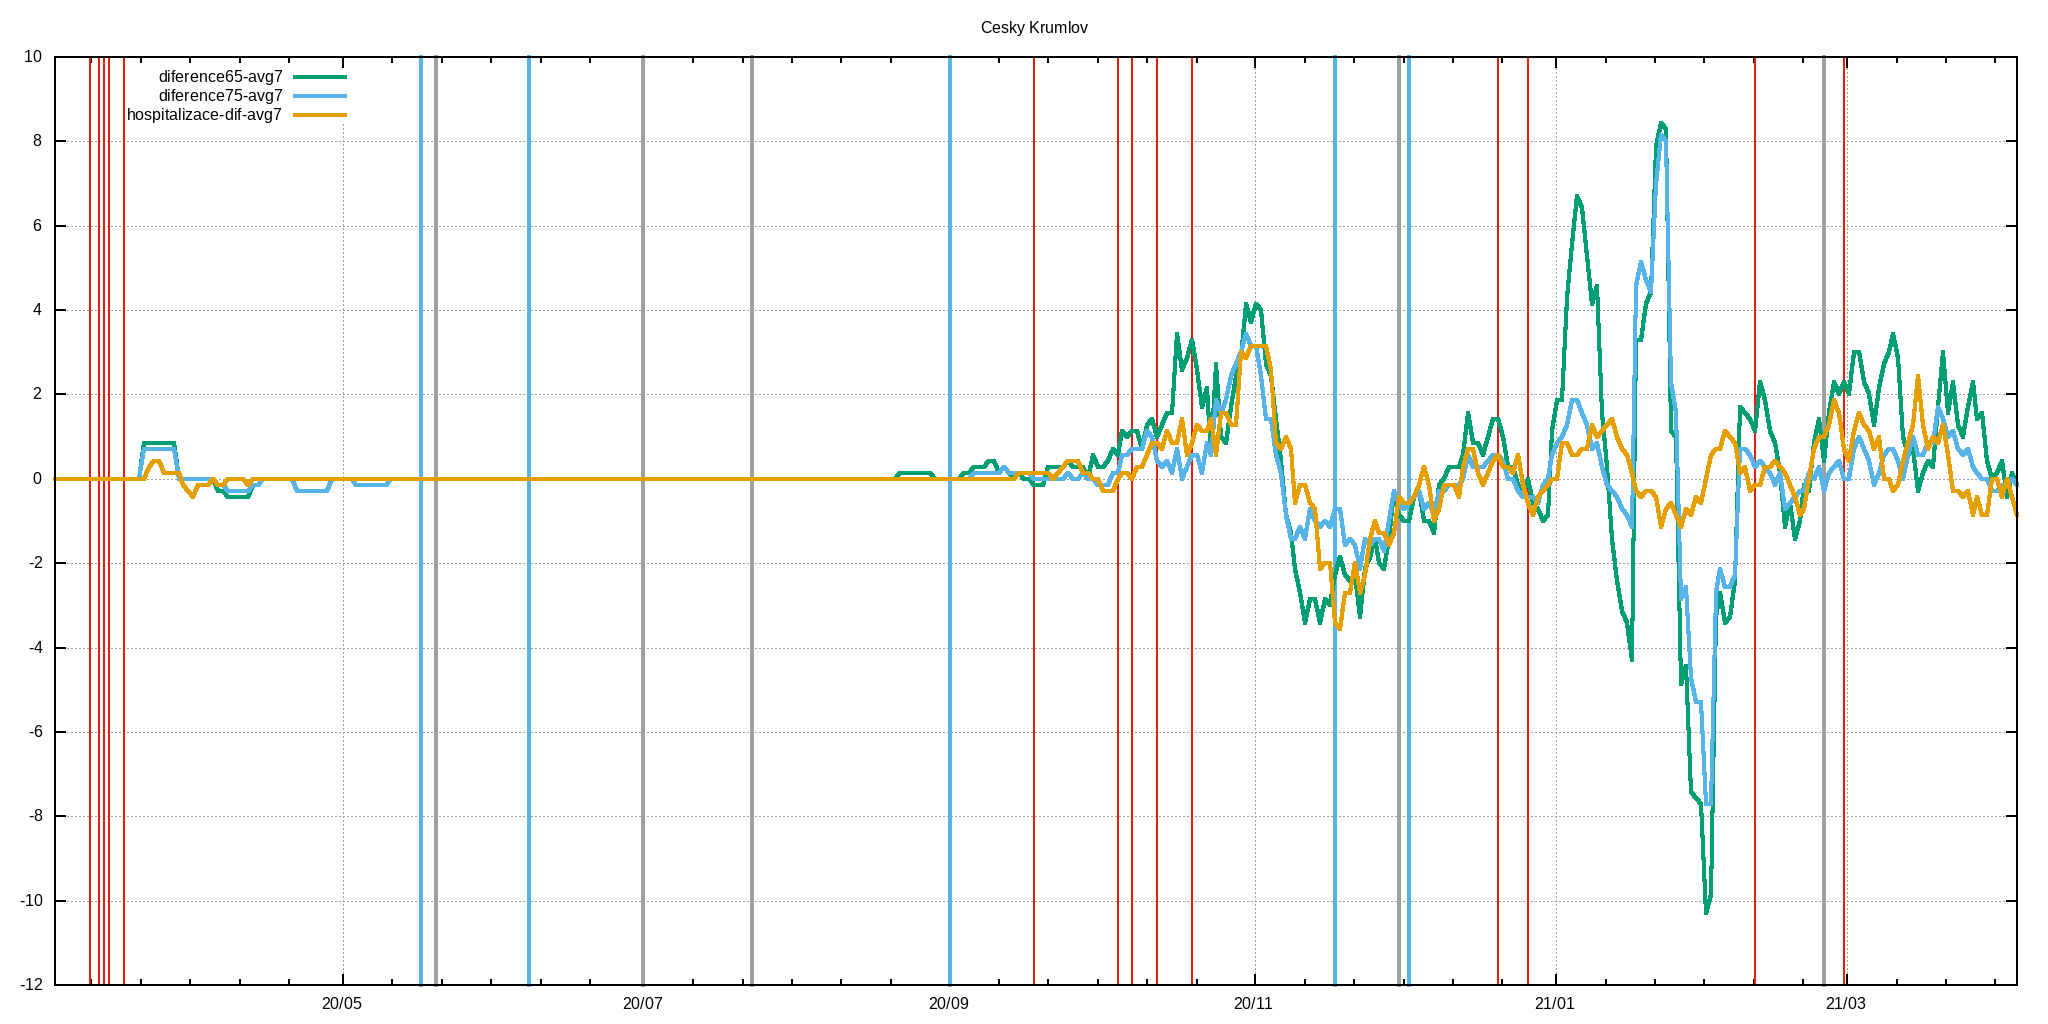 Cesky Krumlov
diference65-avg7
diference75-avg7
hospitalizace-dif-avg7
10
8
6
4
2
0
-2
-4
-6
-8
-10
-12
20/05 20/07 20/09 20/11 21/01 21/03